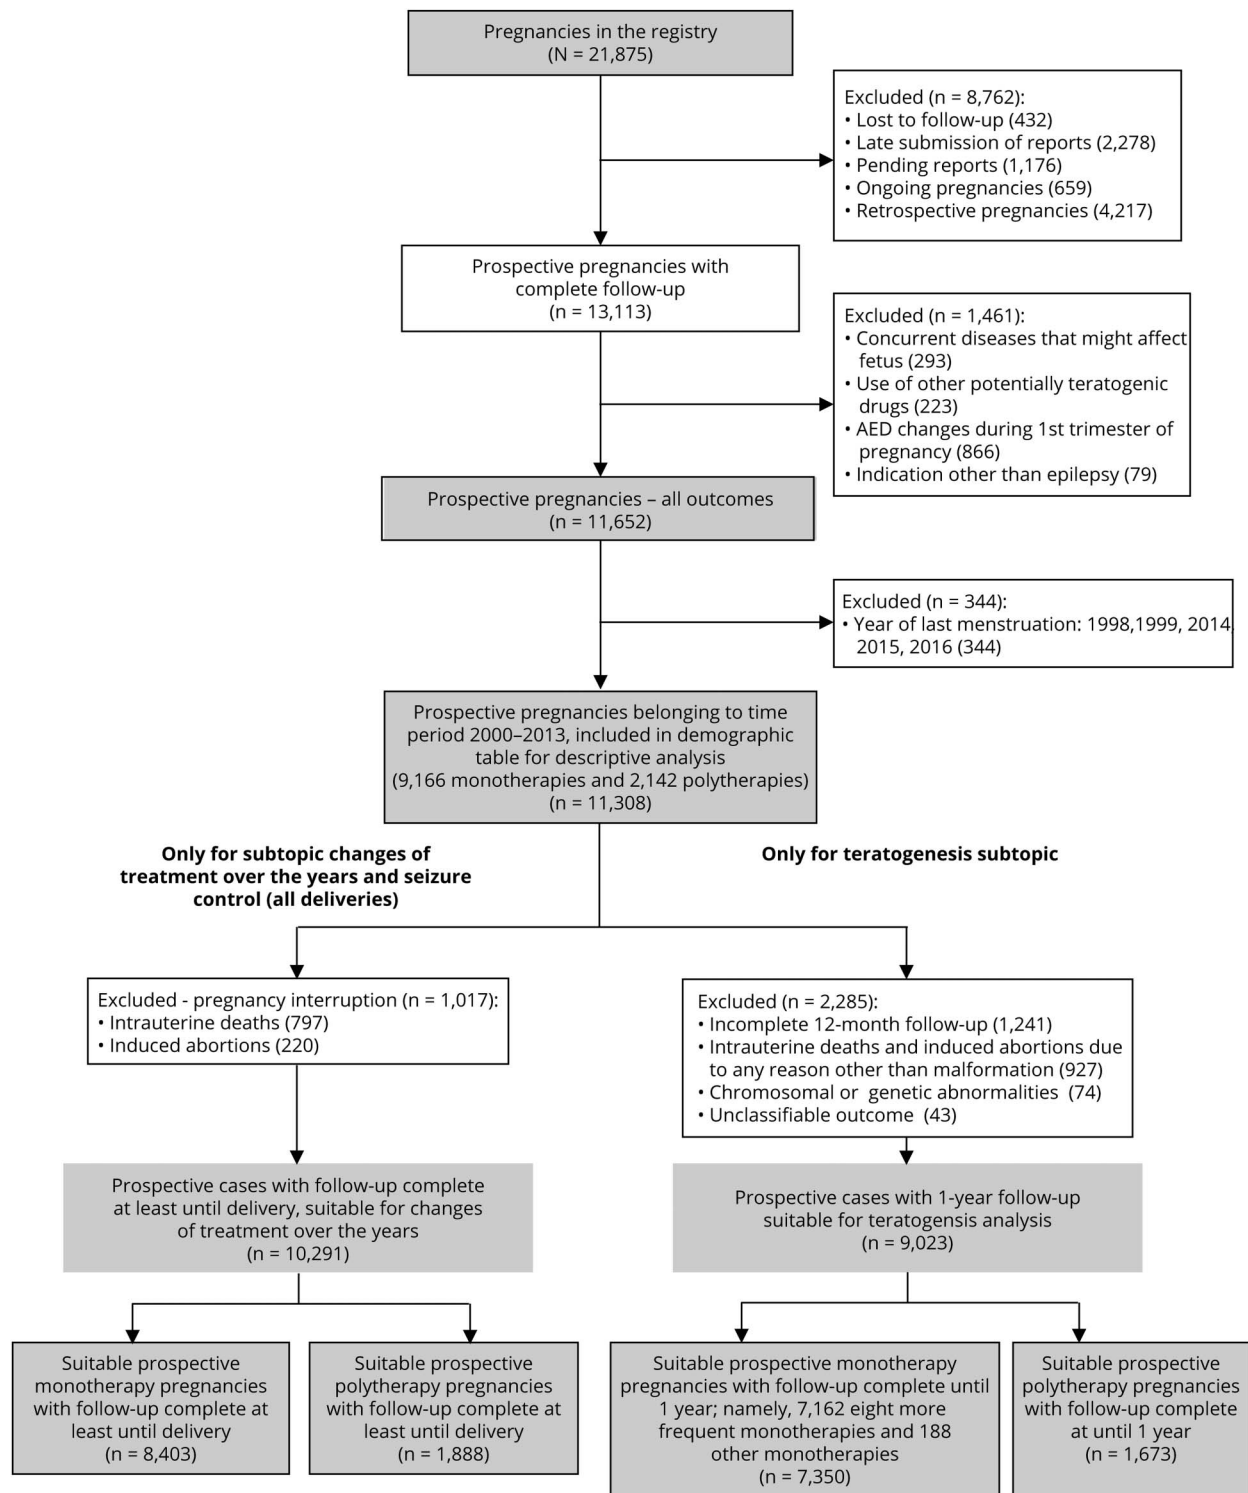 Pregnancies in the registry
(N = 21,875)
Excluded (n = 8,762):
• Lost to follow-up (432)
• Late submission of reports (2,278)
• Pending reports (1,176)
• Ongoing pregnancies (659)
• Retrospective pregnancies (4,217)
Prospective pregnancies with
complete follow-up
(n = 13,113)
Excluded (n = 1,461):
• Concurrent diseases that might affect
fetus (293)
• Use of other potentially teratogenic
drugs (223)
• AED changes during 1st trimester of
pregnancy (866)
• Indication other than epilepsy (79)
Prospective pregnancies – all outcomes
(n = 11,652)
Excluded (n = 344):
• Year of last menstruation: 1998,1999, 2014,
2015, 2016 (344)
Prospective pregnancies belonging to time
period 2000–2013, included in demographic
table for descriptive analysis
(9,166 monotherapies and 2,142 polytherapies)
(n = 11,308)
Only for subtopic changes of
treatment over the years and seizure
control (all deliveries)
Only for teratogenesis subtopic
Excluded - pregnancy interruption (n = 1,017):
• Intrauterine deaths (797)
• Induced abortions (220)
Excluded (n = 2,285):
• Incomplete 12-month follow-up (1,241)
• Intrauterine deaths and induced abortions due
to any reason other than malformation (927)
• Chromosomal or genetic abnormalities (74)
• Unclassifiable outcome (43)
Prospective cases with follow-up complete
at least until delivery, suitable for changes
of treatment over the years
(n = 10,291)
Prospective cases with 1-year follow-up
suitable for teratogensis analysis
(n = 9,023)
Suitable prospective
monotherapy pregnancies
with follow-up complete at
least until delivery
(n = 8,403)
Suitable prospective
polytherapy pregnancies
with follow-up complete at
least until delivery
(n = 1,888)
Suitable prospective monotherapy
pregnancies with follow-up complete until
1 year; namely, 7,162 eight more
frequent monotherapies and 188
other monotherapies
(n = 7,350)
Suitable prospective
polytherapy pregnancies
with follow-up complete
at until 1 year
(n = 1,673)